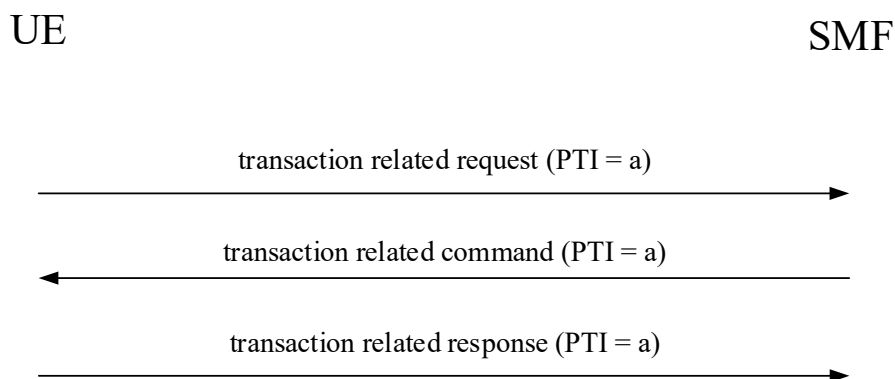 UE
SMF
transaction related request (PTI = a)
transaction related command (PTI = a)
transaction related response (PTI = a)